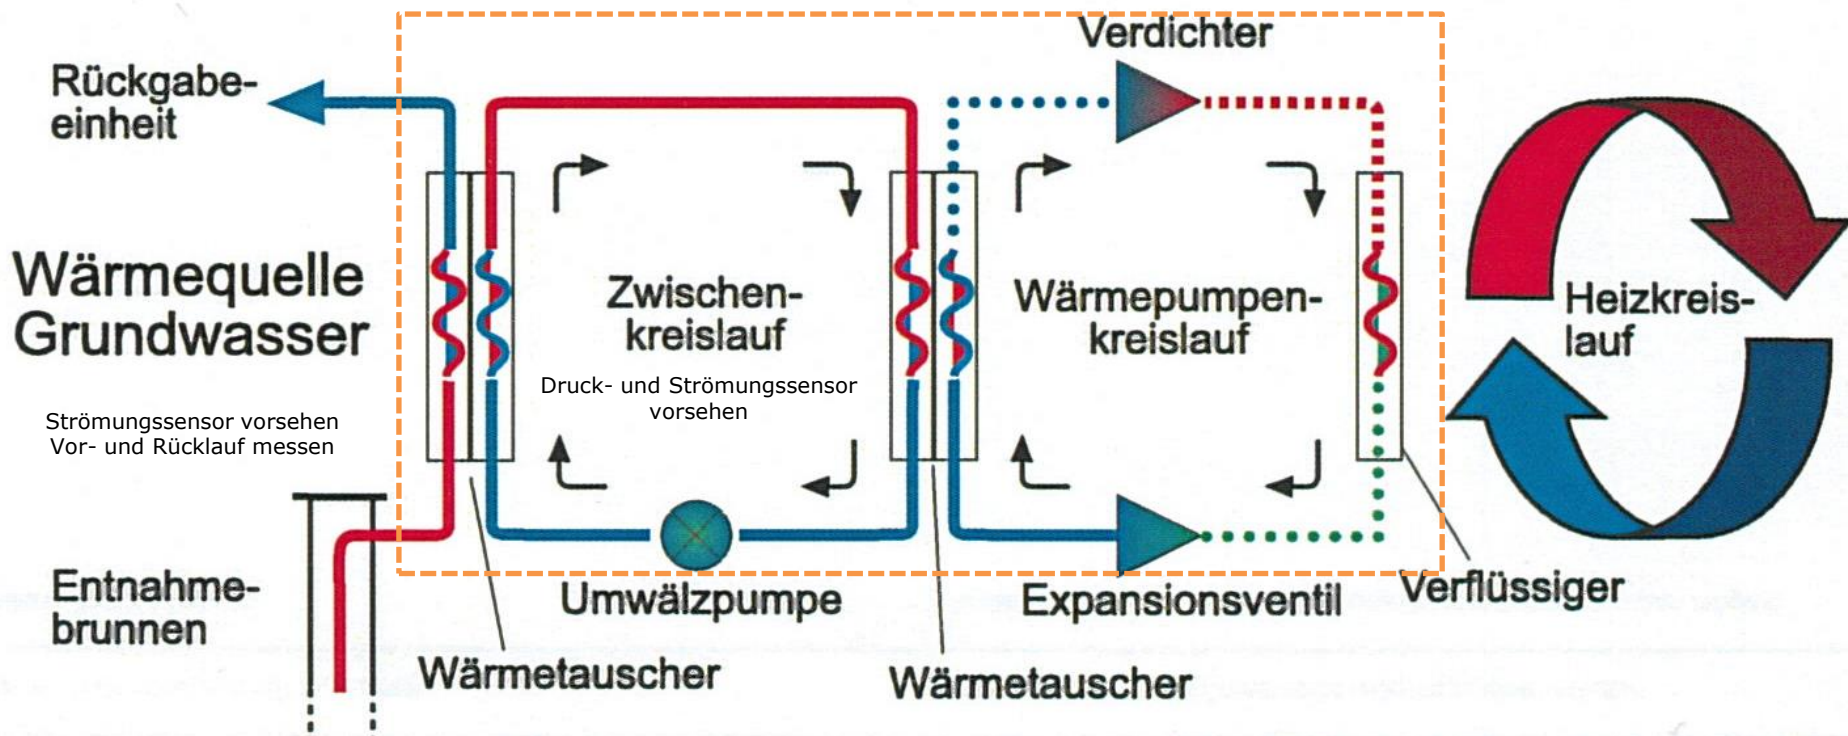 Verdichter
Rückgabe-
einheit
Wärmequelle
Grundwasser
Zwischen-
kreislauf
Wärmepumpen-
kreislauf
Heizkreis-
lauf
Druck- und Strömungssensor
vorsehen
Strömungssensor vorsehen
Vor- und Rücklauf messen
Entnahme-
brunnen
Umwälzpumpe
Expansionsventil
Verflüssiger
Wärmetauscher
Wärmetauscher